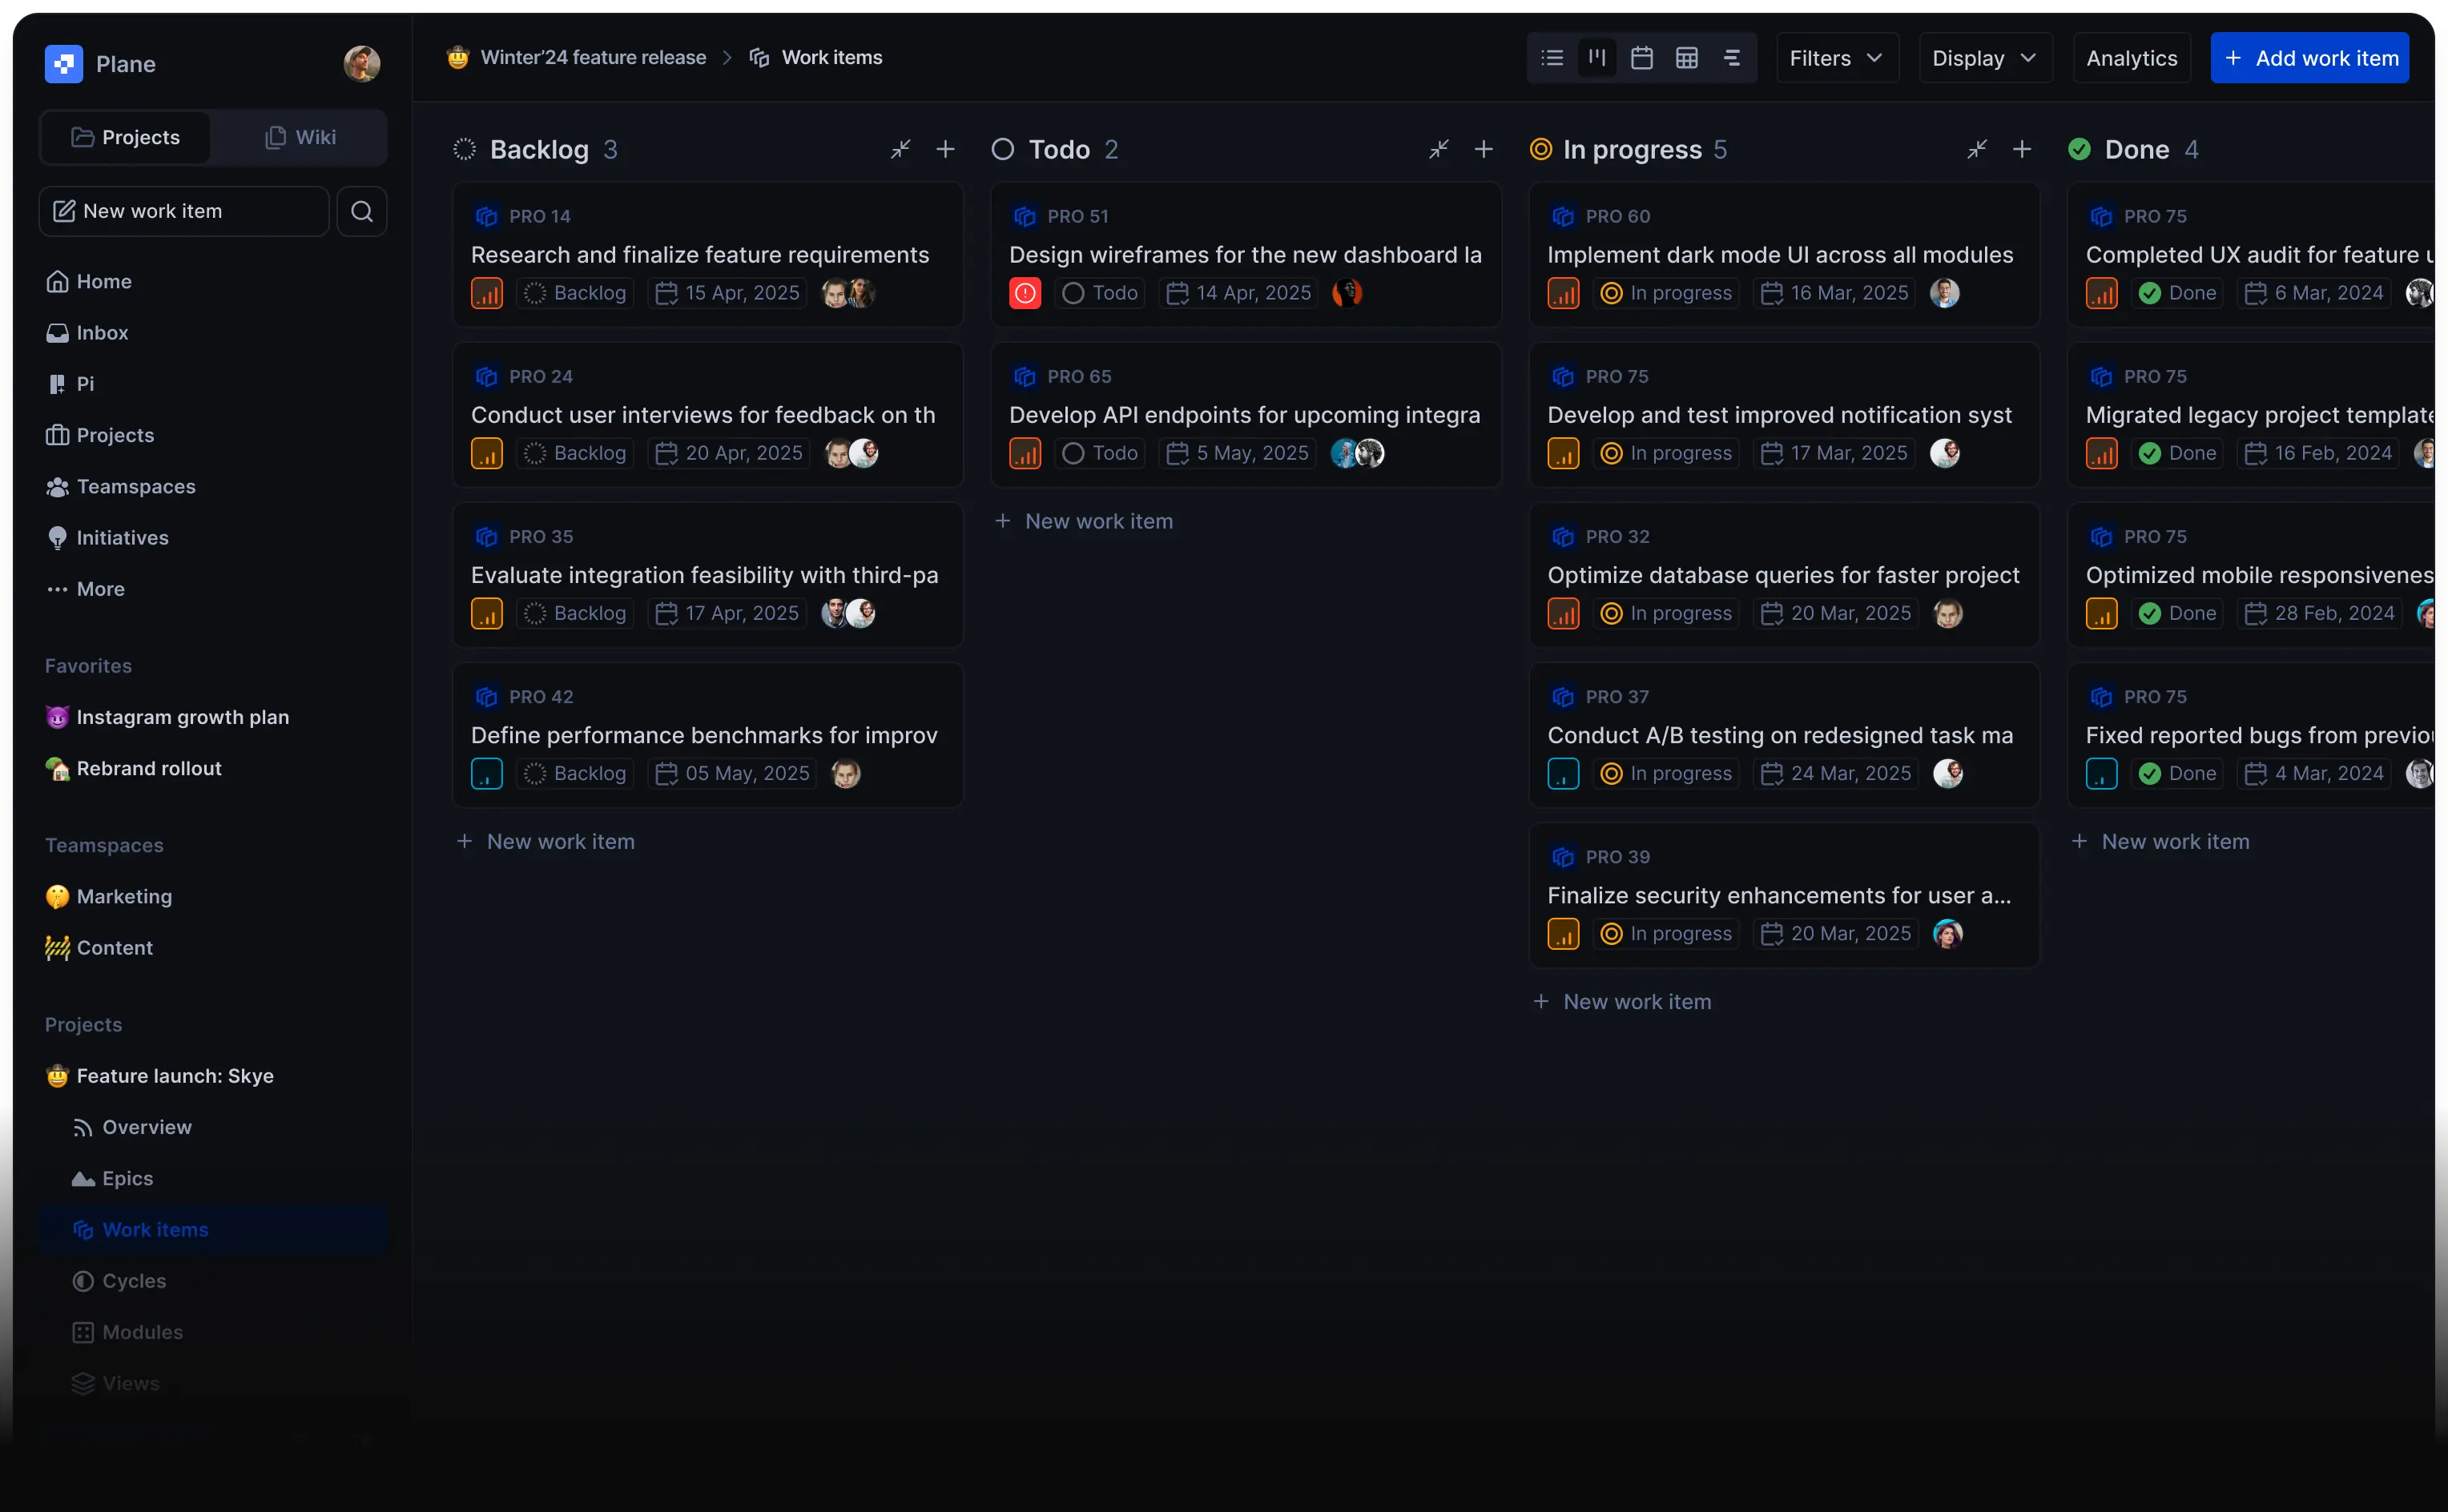 Plane
Projects
Wiki
New work item
Home
Inbox
Pi
Projects
Teamspaces
Initiatives
More
Favorites
Instagram growth plan
Rebrand rollout
Teamspaces
Marketing
Content
Projects
Feature launch: Skye
Overview
Epics
Work items
Cycles
Modules
Views
Winter'24 feature release
Work items
Filters
Display
Analytics
Add work item
Backlog 3
PRO 14
Research and finalize feature requirements
Backlog 15 Apr, 2025
PRO 24
Conduct user interviews for feedback on th
Backlog 20 Apr, 2025
PRO 35
Evaluate integration feasibility with third-pa
Backlog 17 Apr, 2025
PRO 42
Define performance benchmarks for improv
Backlog 05 May, 2025
New work item
Todo 2
PRO 51
Design wireframes for the new dashboard la
Todo 14 Apr, 2025
PRO 65
Develop API endpoints for upcoming integra
Todo 5 May, 2025
New work item
In progress 5
PRO 60
Implement dark mode UI across all modules
In progress 16 Mar, 2025
PRO 75
Develop and test improved notification syst
In progress 17 Mar, 2025
PRO 32
Optimize database queries for faster project
In progress 20 Mar, 2025
PRO 37
Conduct A/B testing on redesigned task ma
In progress 24 Mar, 2025
PRO 39
Finalize security enhancements for user a...
In progress 20 Mar, 2025
New work item
Done 4
PRO 75
Completed UX audit for feature u
Done 6 Mar, 2024
PRO 75
Migrated legacy project template
Done 16 Feb, 2024
PRO 75
Optimized mobile responsivenes
Done 28 Feb, 2024
PRO 75
Fixed reported bugs from previou
Done 4 Mar, 2024
New work item